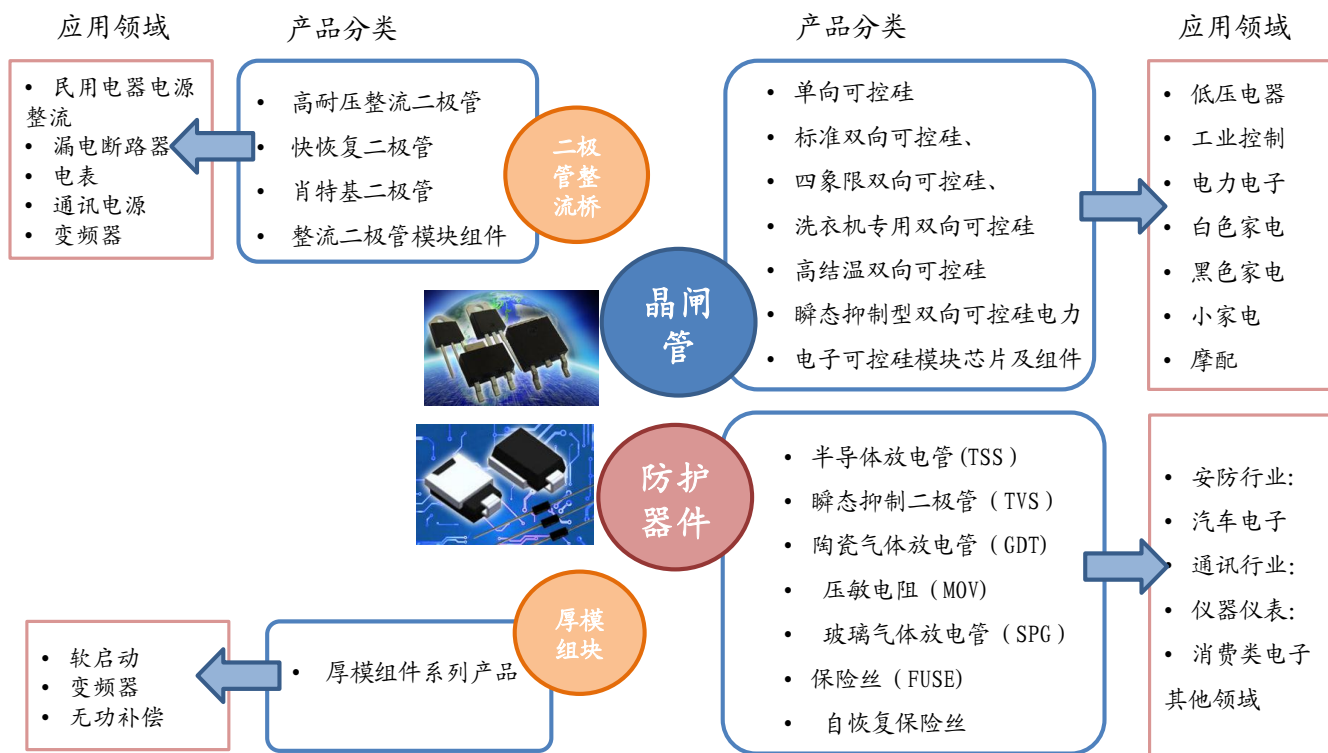 应用领域
产品分类
• 民用电器电源
整流
• 漏电断路器
• 电表
• 通讯电源
• 变频器
• 高耐压整流二极管
• 快恢复二极管
• 肖特基二极管
• 整流二极管模块组件
二极
管整
流桥
产品分类
应用领域
晶闸
管
• 单向可控硅
• 标准双向可控硅、
• 四象限双向可控硅、
• 洗衣机专用双向可控硅
• 高结温双向可控硅
• 瞬态抑制型双向可控硅电力
• 电子可控硅模块芯片及组件
• 低压电器
• 工业控制
• 电力电子
• 白色家电
• 黑色家电
• 小家电
• 摩配
防护
器件
• 半导体放电管(TSS)
• 瞬态抑制二极管（TVS）
• 陶瓷气体放电管（GDT)
• 压敏电阻（MOV)
• 玻璃气体放电管（SPG）
• 保险丝（FUSE)
• 自恢复保险丝
• 安防行业:
• 汽车电子
• 通讯行业:
• 仪器仪表:
• 消费类电子
其他领域
厚模
组块
• 厚模组件系列产品
• 软启动
• 变频器
• 无功补偿